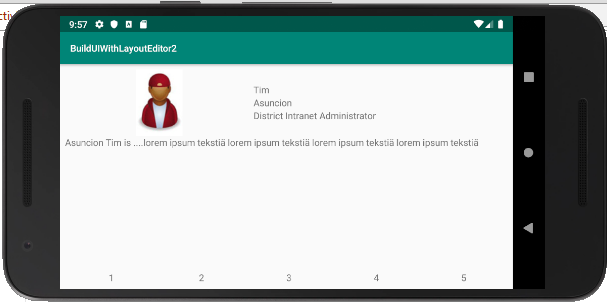 ctiv
9:57
BuildUIWithLayoutEditor2
Tim
Asuncion
District Intranet Administrator
Asuncion Tim is ....lorem ipsum tekstiä lorem ipsum tekstiä lorem ipsum tekstiä lorem ipsum tekstiä
1 2 3 4 5